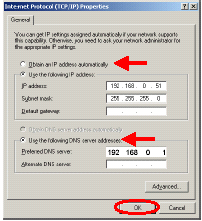 Internet Protocol (TCP/IP) Properties
General
You can get IP settings assigned automatically if your network supports
this capability. Otherwise, you need to ask your network administrator for
the appropriate IP settings.
Obtain an IP address automatically
Use the following IP address:
IP address: 192 . 168 . 0 . 51
Subnet mask: 255 . 255 . 255 . 0
Default gateway: . . .
Obtain DNS server address automatically
Use the following DNS server addresses:
Preferred DNS server: 192 168 0 1
Alternate DNS server: . . .
Advanced...
OK Cancel